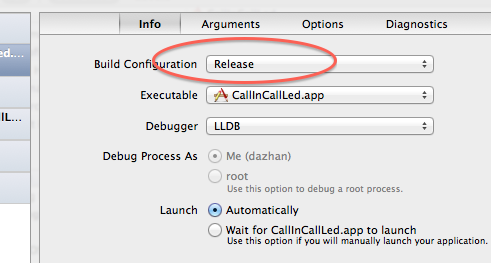 Info Arguments Options Diagnostics
ed....
Build Configuration Release
Executable CallInCallLed.app
llL...
Debugger LLDB
Debug Process As Me (dazhan)
root
Use this option to debug a root process.
Launch Automatically
Wait for CallInCallLed.app to launch
Use this option if you will manually launch your application.